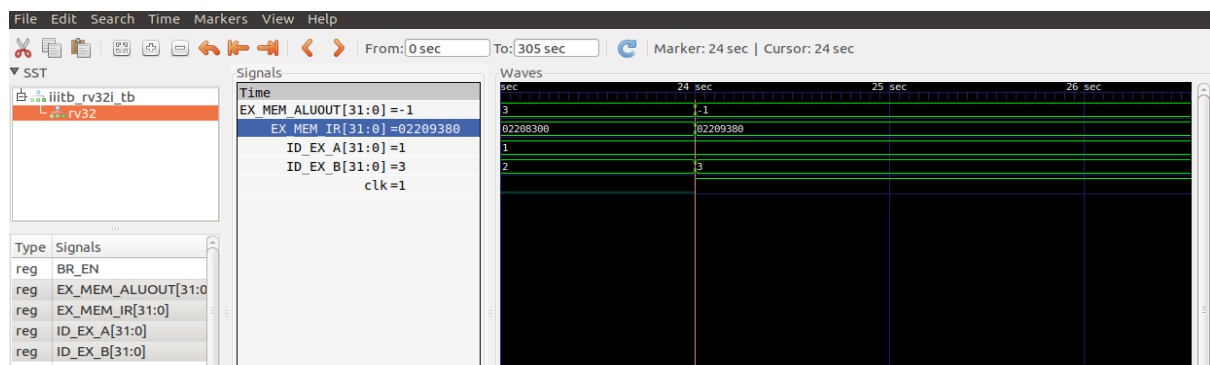 File Edit Search Time Markers View Help
From: 0 sec To: 305 sec Marker: 24 sec | Cursor: 24 sec
▼ SST
iiitb_rv32i_tb
rv32
Type Signals
reg BR_EN
reg EX_MEM_ALUOUT[31:0
reg EX_MEM_IR[31:0]
reg ID_EX_A[31:0]
reg ID_EX_B[31:0]
Signals
Time
EX_MEM_ALUOUT[31:0] =-1
EX_MEM_IR[31:0] =02209380
ID_EX_A[31:0] =1
ID_EX_B[31:0] =3
clk =1
Waves
sec 24 sec 25 sec 26 sec
3 -1
02208300 02209380
1
2 3